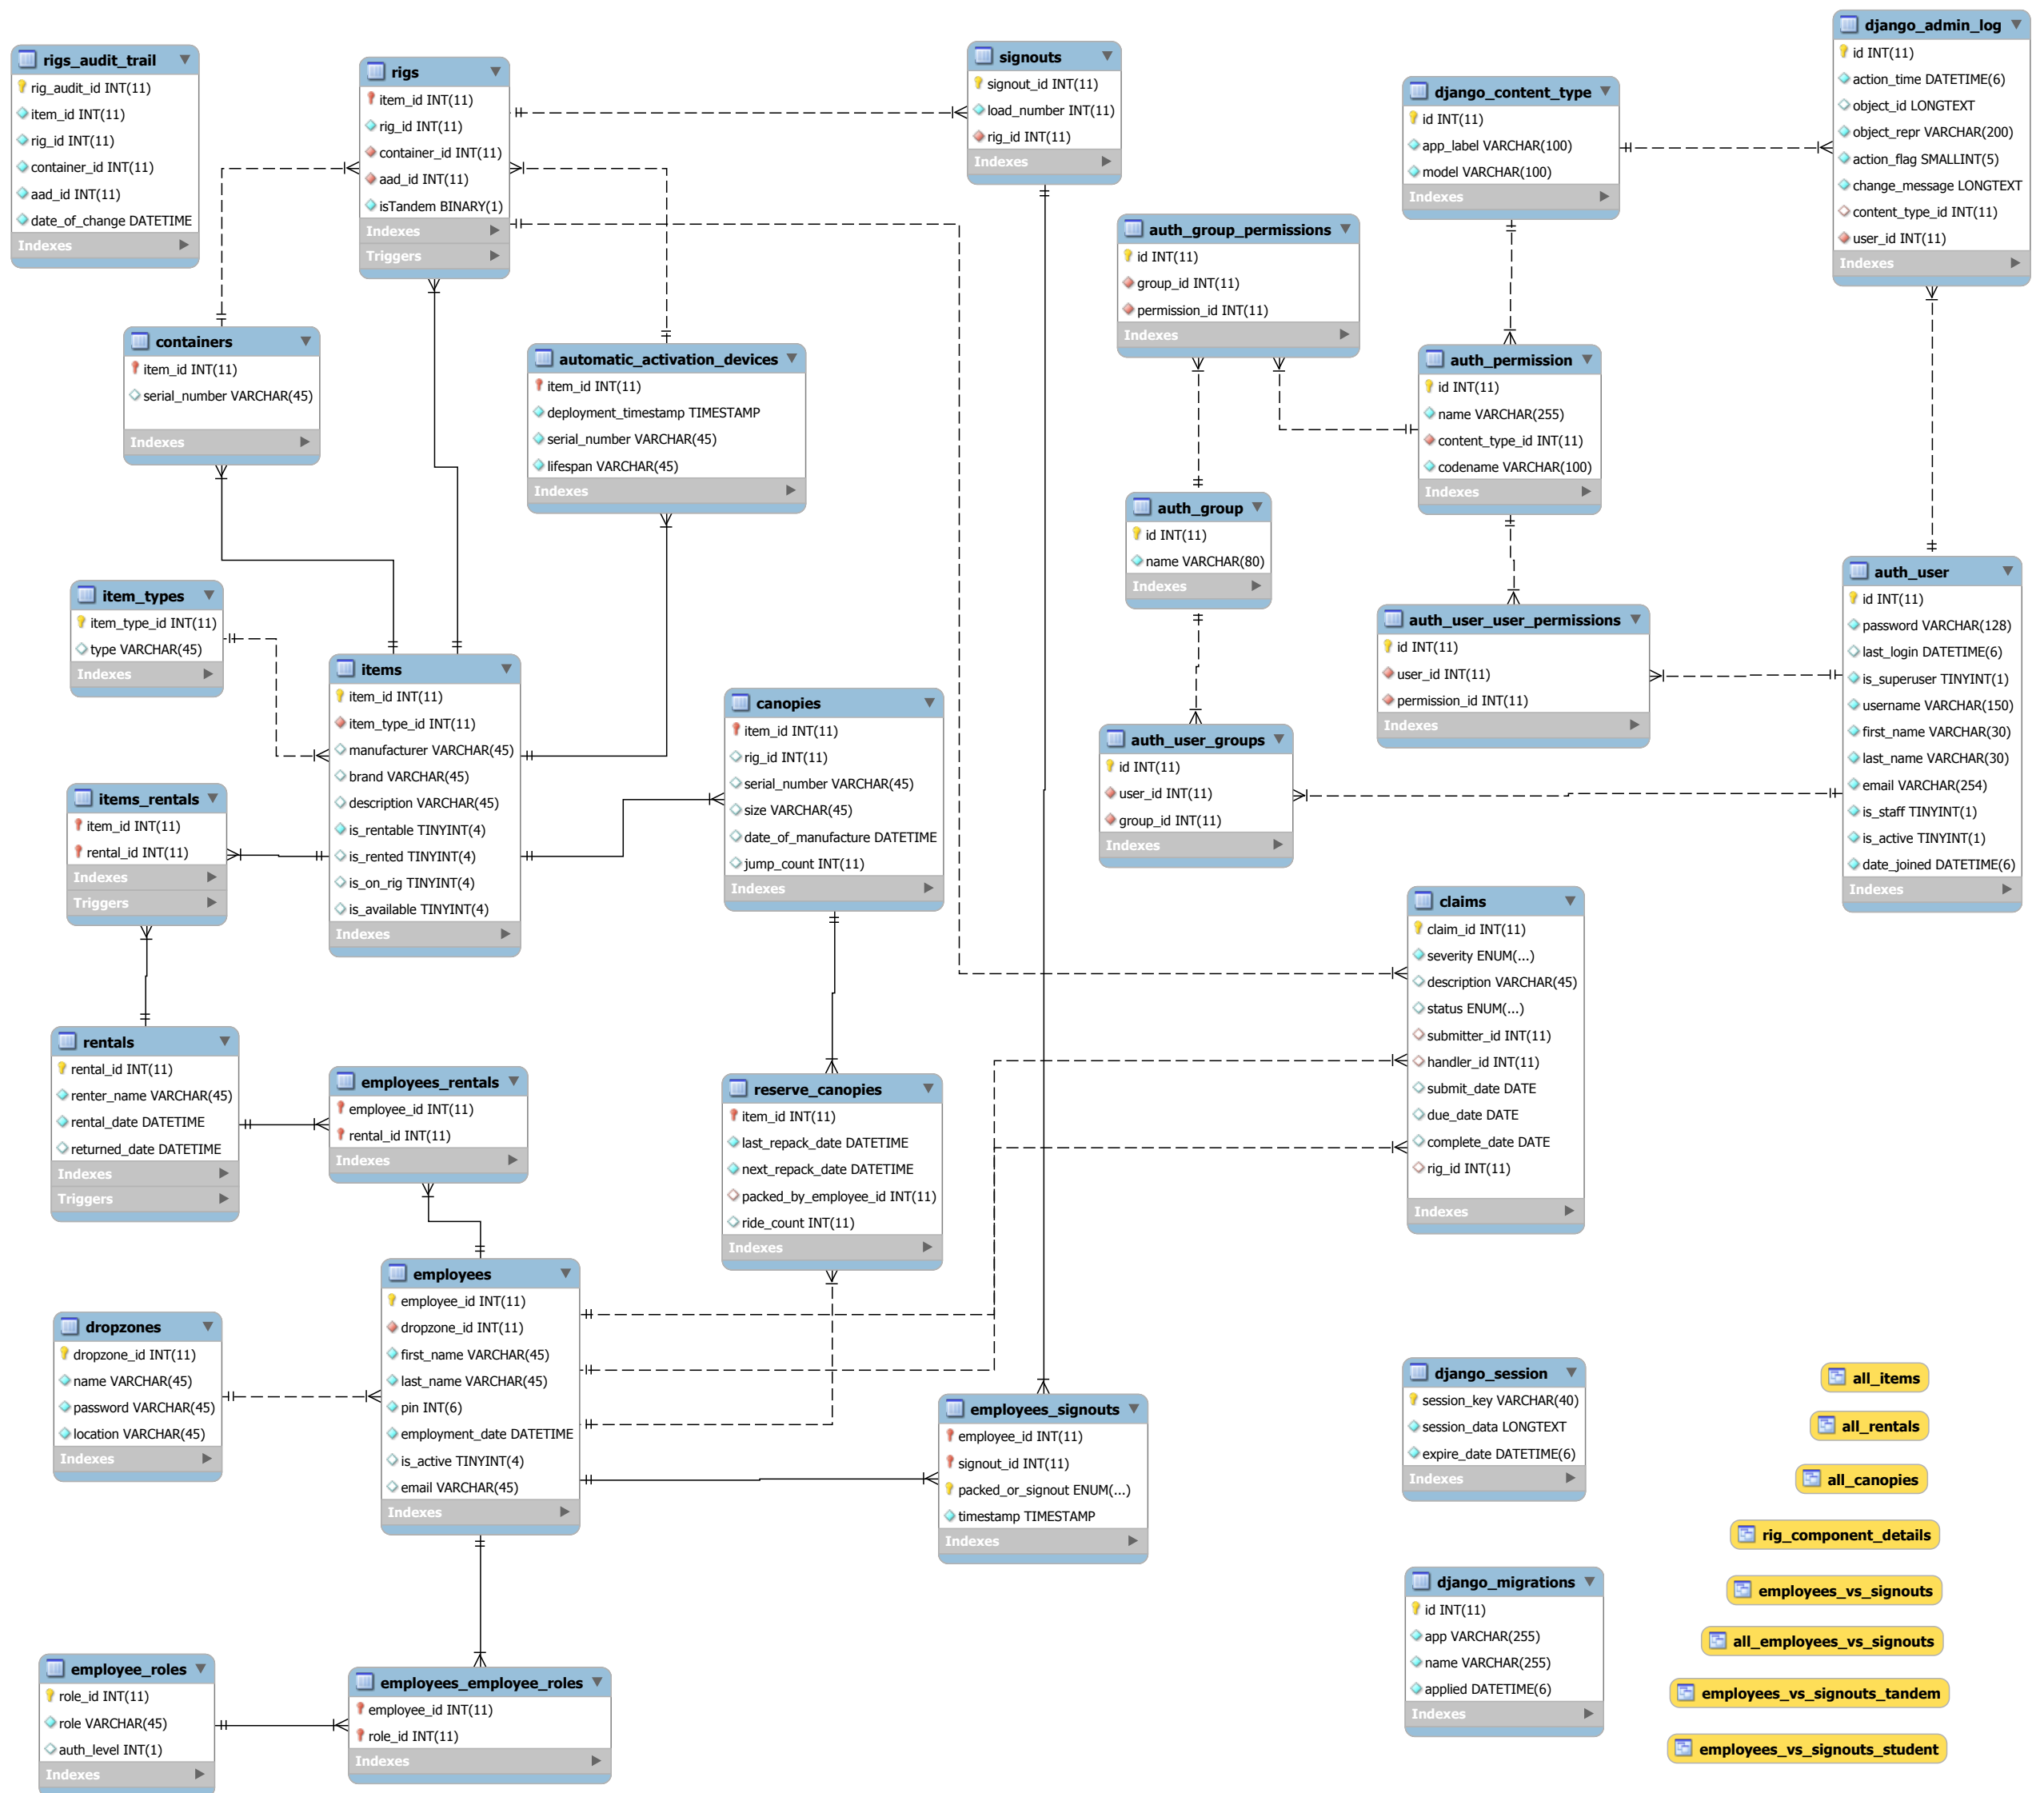 rigs_audit_trail
rig_audit_id INT(11)
item_id INT(11)
rig_id INT(11)
container_id INT(11)
aad_id INT(11)
date_of_change DATETIME
Indexes
rigs
item_id INT(11)
rig_id INT(11)
container_id INT(11)
aad_id INT(11)
isTandem BINARY(1)
Indexes
Triggers
signouts
signout_id INT(11)
load_number INT(11)
rig_id INT(11)
Indexes
django_content_type
id INT(11)
app_label VARCHAR(100)
model VARCHAR(100)
Indexes
django_admin_log
id INT(11)
action_time DATETIME(6)
object_id LONGTEXT
object_repr VARCHAR(200)
action_flag SMALLINT(5)
change_message LONGTEXT
content_type_id INT(11)
user_id INT(11)
Indexes
auth_group_permissions
id INT(11)
group_id INT(11)
permission_id INT(11)
Indexes
containers
item_id INT(11)
serial_number VARCHAR(45)
Indexes
automatic_activation_devices
item_id INT(11)
deployment_timestamp TIMESTAMP
serial_number VARCHAR(45)
lifespan VARCHAR(45)
Indexes
auth_permission
id INT(11)
name VARCHAR(255)
content_type_id INT(11)
codename VARCHAR(100)
Indexes
auth_group
id INT(11)
name VARCHAR(80)
Indexes
auth_user
id INT(11)
password VARCHAR(128)
last_login DATETIME(6)
is_superuser TINYINT(1)
username VARCHAR(150)
first_name VARCHAR(30)
last_name VARCHAR(30)
email VARCHAR(254)
is_staff TINYINT(1)
is_active TINYINT(1)
date_joined DATETIME(6)
Indexes
item_types
item_type_id INT(11)
type VARCHAR(45)
Indexes
auth_user_user_permissions
id INT(11)
user_id INT(11)
permission_id INT(11)
Indexes
items
item_id INT(11)
item_type_id INT(11)
manufacturer VARCHAR(45)
brand VARCHAR(45)
description VARCHAR(45)
is_rentable TINYINT(4)
is_rented TINYINT(4)
is_on_rig TINYINT(4)
is_available TINYINT(4)
Indexes
canopies
item_id INT(11)
rig_id INT(11)
serial_number VARCHAR(45)
size VARCHAR(45)
date_of_manufacture DATETIME
jump_count INT(11)
Indexes
auth_user_groups
id INT(11)
user_id INT(11)
group_id INT(11)
Indexes
items_rentals
item_id INT(11)
rental_id INT(11)
Indexes
Triggers
claims
claim_id INT(11)
severity ENUM(...)
description VARCHAR(45)
status ENUM(...)
submitter_id INT(11)
handler_id INT(11)
submit_date DATE
due_date DATE
complete_date DATE
rig_id INT(11)
Indexes
rentals
rental_id INT(11)
renter_name VARCHAR(45)
rental_date DATETIME
returned_date DATETIME
Indexes
Triggers
employees_rentals
employee_id INT(11)
rental_id INT(11)
Indexes
reserve_canopies
item_id INT(11)
last_repack_date DATETIME
next_repack_date DATETIME
packed_by_employee_id INT(11)
ride_count INT(11)
Indexes
employees
employee_id INT(11)
dropzone_id INT(11)
first_name VARCHAR(45)
last_name VARCHAR(45)
pin INT(6)
employment_date DATETIME
is_active TINYINT(4)
email VARCHAR(45)
Indexes
dropzones
dropzone_id INT(11)
name VARCHAR(45)
password VARCHAR(45)
location VARCHAR(45)
Indexes
employees_signouts
employee_id INT(11)
signout_id INT(11)
packed_or_signout ENUM(...)
timestamp TIMESTAMP
Indexes
django_session
session_key VARCHAR(40)
session_data LONGTEXT
expire_date DATETIME(6)
Indexes
all_items
all_rentals
all_canopies
rig_component_details
employees_vs_signouts
all_employees_vs_signouts
employees_vs_signouts_tandem
employees_vs_signouts_student
django_migrations
id INT(11)
app VARCHAR(255)
name VARCHAR(255)
applied DATETIME(6)
Indexes
employee_roles
role_id INT(11)
role VARCHAR(45)
auth_level INT(1)
Indexes
employees_employee_roles
employee_id INT(11)
role_id INT(11)
Indexes